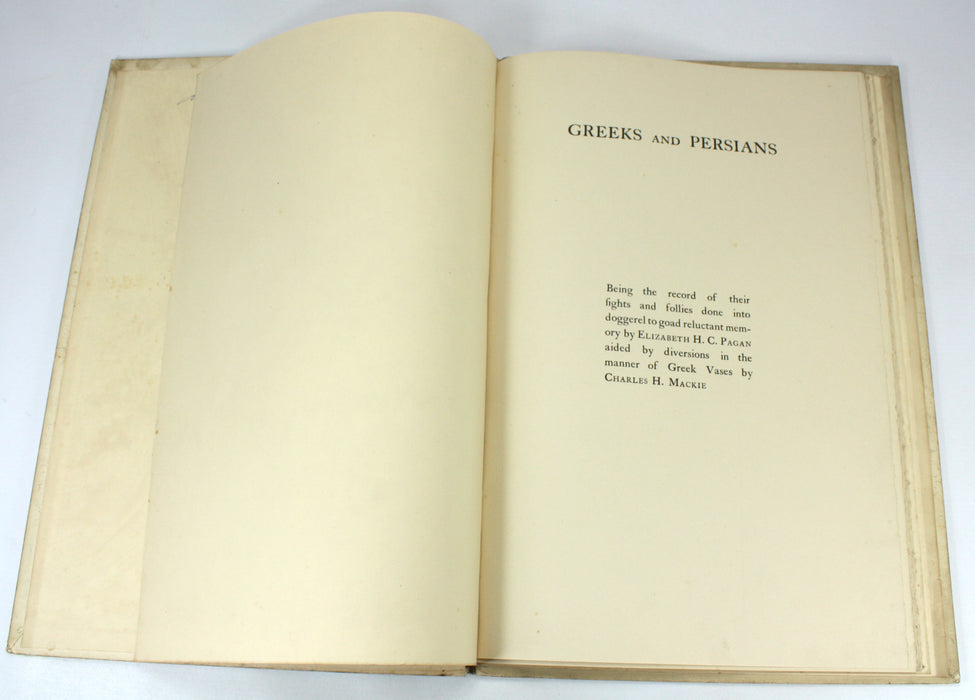 GREEKS AND PERSIANS
Being the record of their
fights and follies done into
doggerel to goad reluctant mem-
ory by ELIZABETH H. C. PAGAN
aided by diversions in the
manner of Greek Vases by
CHARLES H. MACKIE